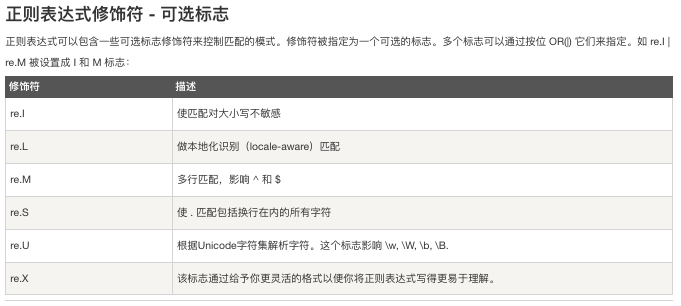 正则表达式修饰符 - 可选标志
正则表达式可以包含一些可选标志修饰符来控制匹配的模式。修饰符被指定为一个可选的标志。多个标志可以通过按位 OR(|) 它们来指定。如 re.I |
re.M 被设置成 I 和 M 标志：
修饰符 描述
re.I 使匹配对大小写不敏感
re.L 做本地化识别（locale-aware）匹配
re.M 多行匹配，影响 ^ 和 $
re.S 使 . 匹配包括换行在内的所有字符
re.U 根据Unicode字符集解析字符。这个标志影响 \w, \W, \b, \B.
re.X 该标志通过给予你更灵活的格式以便你将正则表达式写得更易于理解。